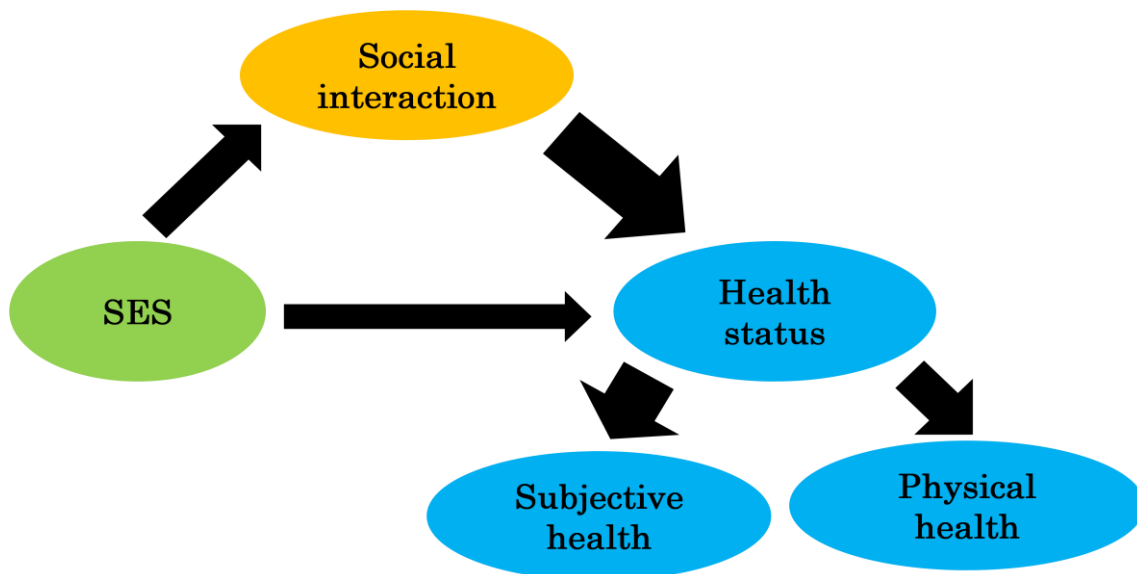 Social
interaction
SES
Health
status
Subjective
health
Physical
health